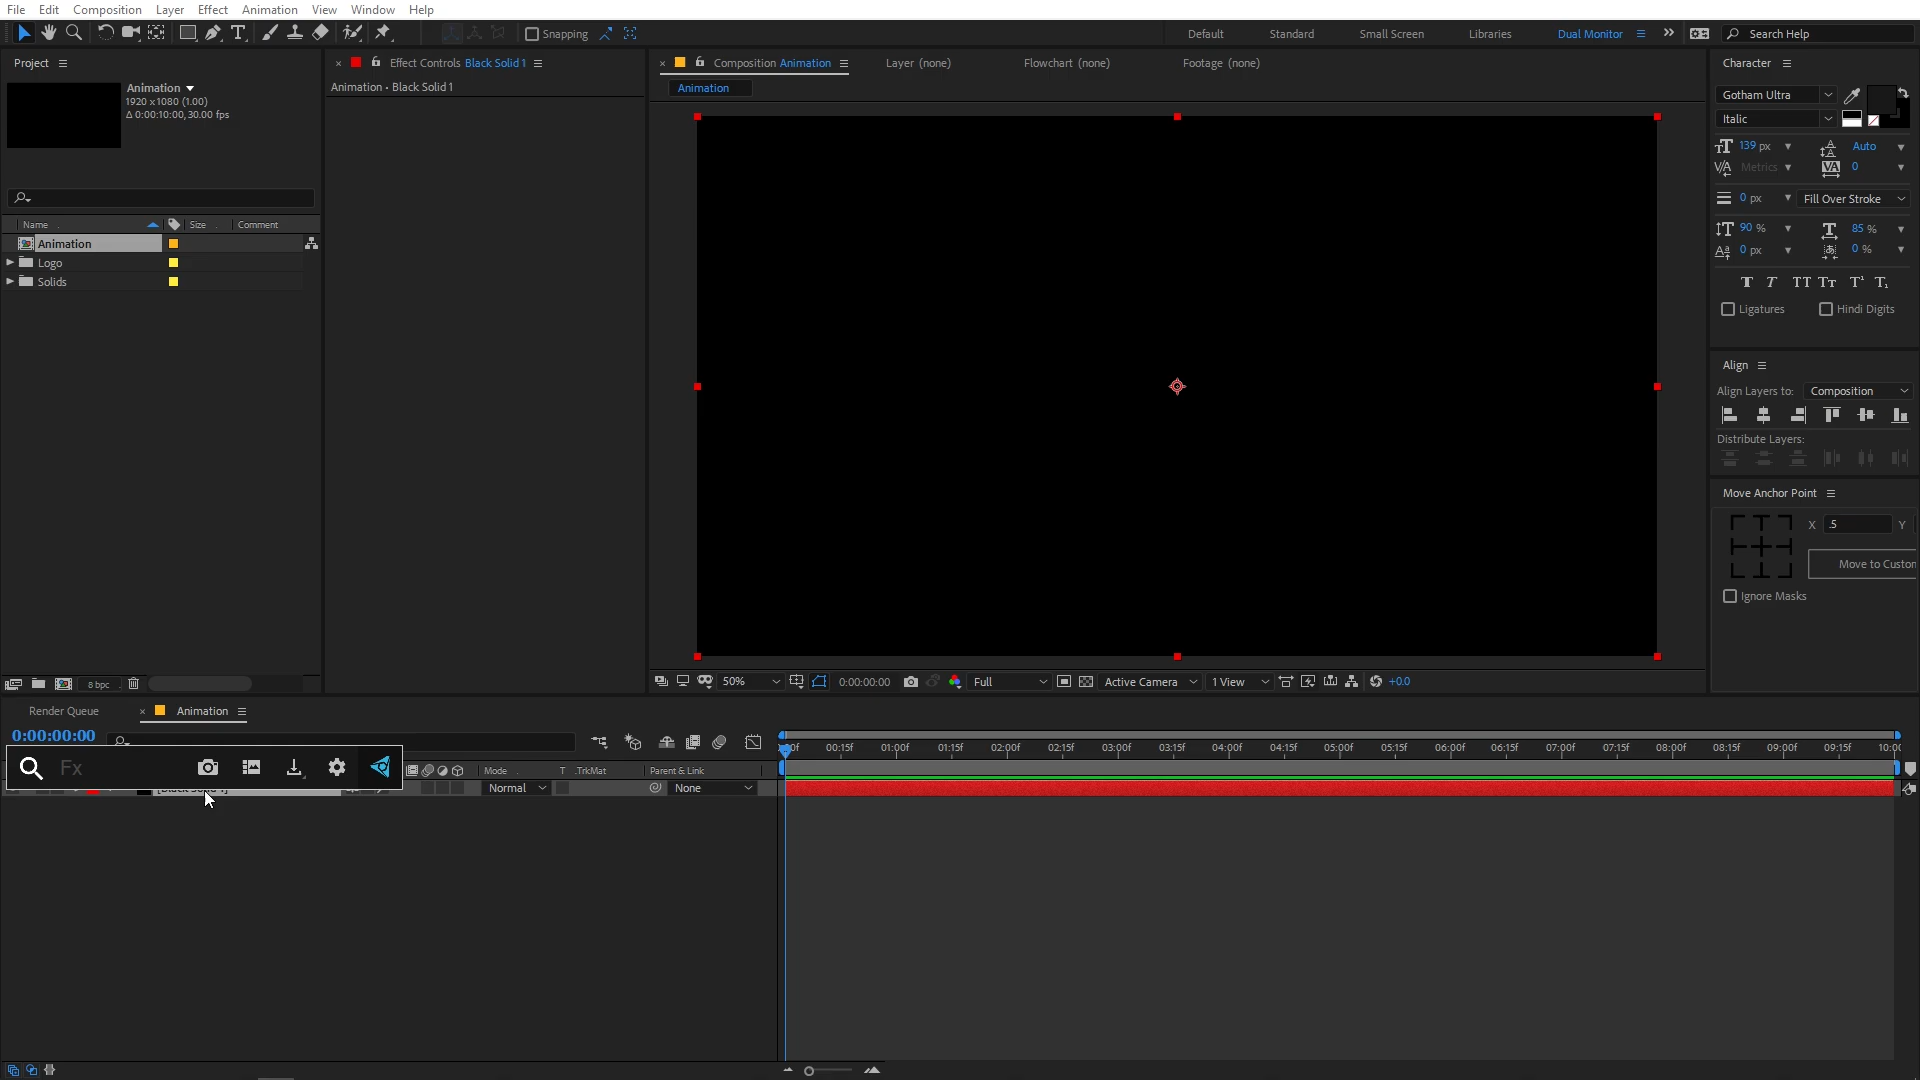 File Edit Composition Layer Effect Animation View Window Help
Snapping
Default Standard Small Screen Libraries Dual Monitor Search Help
Project
Animation
1920 x 1080 (1.00)
Δ 0:00:10:00, 30.00 fps
Name Size Comment
Animation
Logo
Solids
8 bpc
Effect Controls Black Solid 1
Animation • Black Solid 1
Composition Animation Layer (none) Flowchart (none) Footage (none)
Animation
50% 0:00:00:00 Full Active Camera 1 View +0.0
Character
Gotham Ultra
Italic
139 px Auto
Metrics 0
0 px Fill Over Stroke
90 % 85 %
0 px 0 %
T T TT Tт T¹ T₁
Ligatures Hindi Digits
Align
Align Layers to: Composition
Distribute Layers:
Move Anchor Point
X .5 Y
Move to Custon
Ignore Masks
Render Queue Animation
0:00:00:00
Fx
Mode T .TrkMat Parent & Link
Normal None
00:15f 01:00f 01:15f 02:00f 02:15f 03:00f 03:15f 04:00f 04:15f 05:00f 05:15f 06:00f 06:15f 07:00f 07:15f 08:00f 08:15f 09:00f 09:15f 10:0